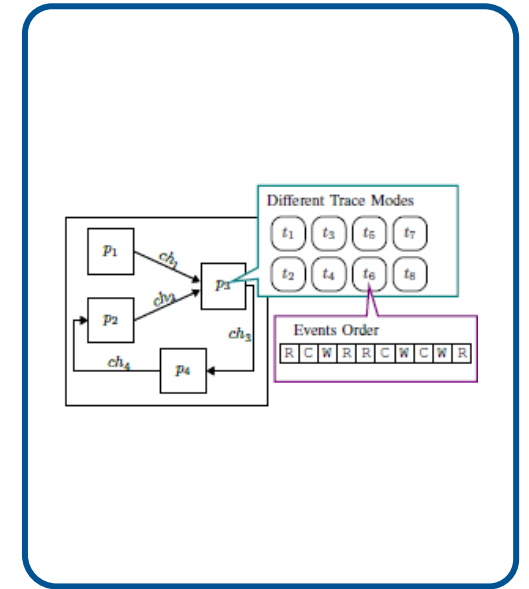 Different Trace Modes
t1 t3 t5 t7
t2 t4 t6 t8
p1
ch1
p3
ch2
p2
ch3
ch4
p4
Events Order
R C W R R C W C W R